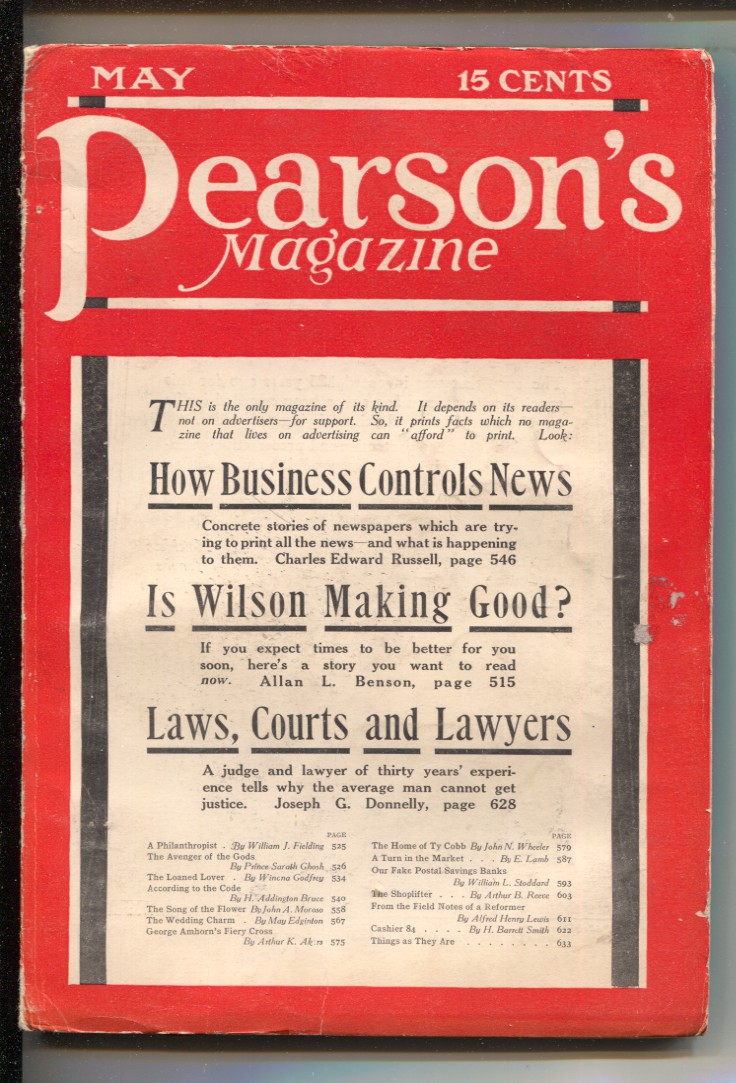 MAY 15 CENTS
Pearson's
Magazine
THIS is the only magazine of its kind. It depends on its readers—
not on advertisers—for support. So, it prints facts which no maga-
zine that lives on advertising can "afford" to print. Look:
How Business Controls News
Concrete stories of newspapers which are try-
ing to print all the news—and what is happening
to them. Charles Edward Russell, page 546
Is Wilson Making Good?
If you expect times to be better for you
soon, here's a story you want to read
now. Allan L. Benson, page 515
Laws, Courts and Lawyers
A judge and lawyer of thirty years' experi-
ence tells why the average man cannot get
justice. Joseph G. Donnelly, page 628
PAGE
A Philanthropist . By William J. Fielding 525
The Avenger of the Gods
By Prince Sarath Ghosh 526
The Loaned Lover . By Winona Godfrey 534
According to the Code
By H. Addington Bruce 540
The Song of the Flower By John A. Moroso 558
The Wedding Charm . By May Edginton 567
George Amhorn's Fiery Cross
By Arthur K. 575
PAGE
The Home of Ty Cobb By John N. Wheeler 579
A Turn in the Market . . . By E. Lamb 587
Our Fake Postal Savings Banks
By William L. Stoddard 593
The Shoplifter . . . By Arthur B. Reeve 603
From the Field Notes of a Reformer
By Alfred Henry Lewis 611
Cashier 84 . . . . By H. Barrett Smith 622
Things as They Are . . . . . . . . . 633